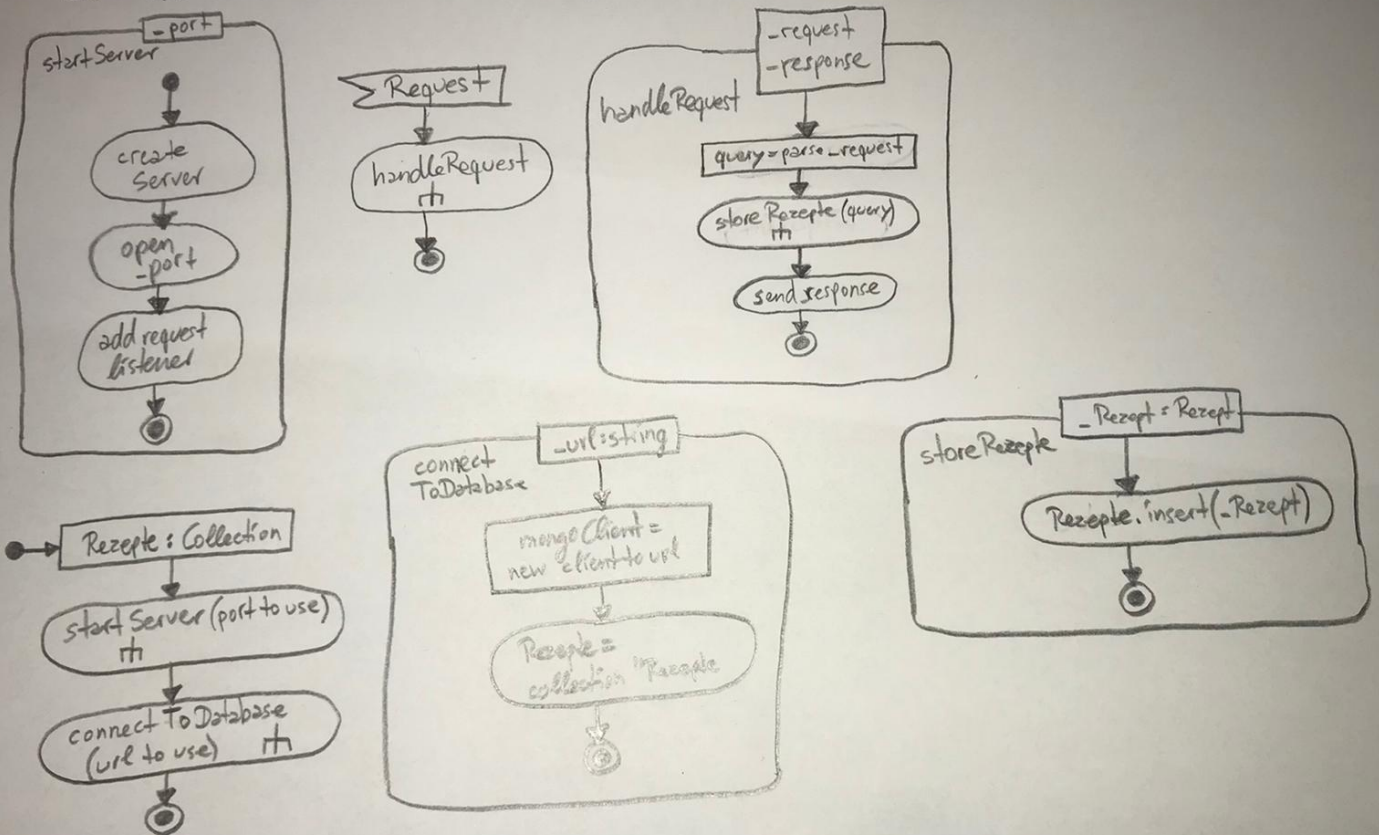 _port
startServer
create
Server
open
_port
add request
listener
Request
handleRequest
_request
_response
handleRequest
query=parse_request
storeRezepte(query)
send response
Rezepte : Collection
startServer(port to use)
connectToDatabase
(url to use)
_url:string
connect
ToDatabase
mongoClient =
new client to url
Rezepte =
collection "Rezepte
_Rezept : Rezept
storeRezepte
Rezepte.insert(_Rezept)